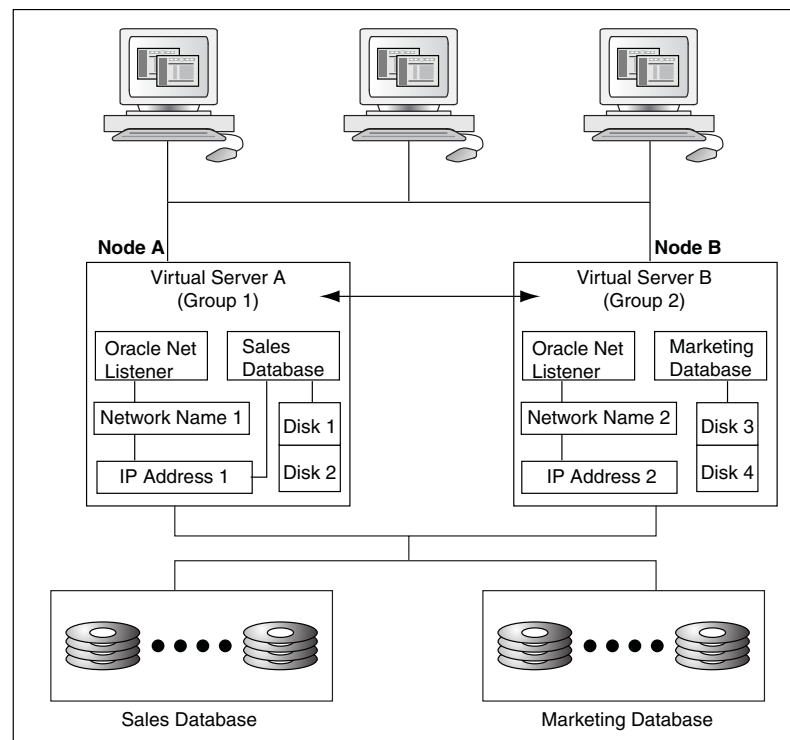 Node A
Node B
Virtual Server A
(Group 1)
Virtual Server B
(Group 2)
Oracle Net
Listener
Sales
Database
Network Name 1
Disk 1
IP Address 1
Disk 2
Oracle Net
Listener
Marketing
Database
Network Name 2
Disk 3
IP Address 2
Disk 4
Sales Database
Marketing Database